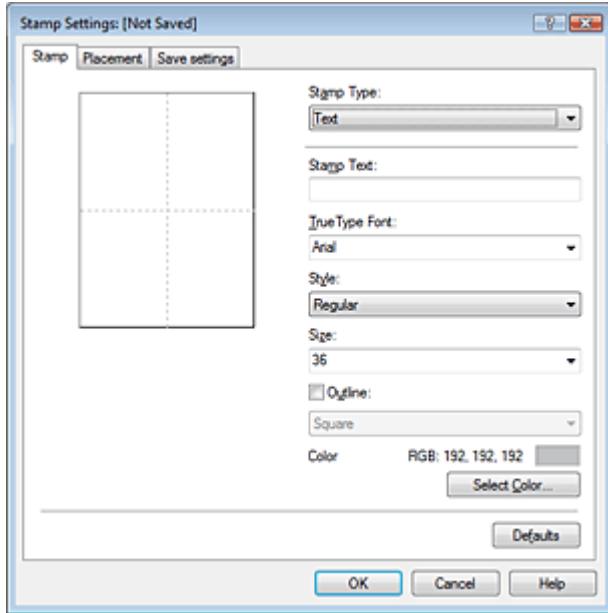 Stamp Settings: [Not Saved]
Stamp Placement Save settings
Stamp Type:
Text
Stamp Text:
TrueType Font:
Arial
Style:
Regular
Size:
36
Outline:
Square
Color RGB: 192, 192, 192
Select Color...
Defaults
OK Cancel Help